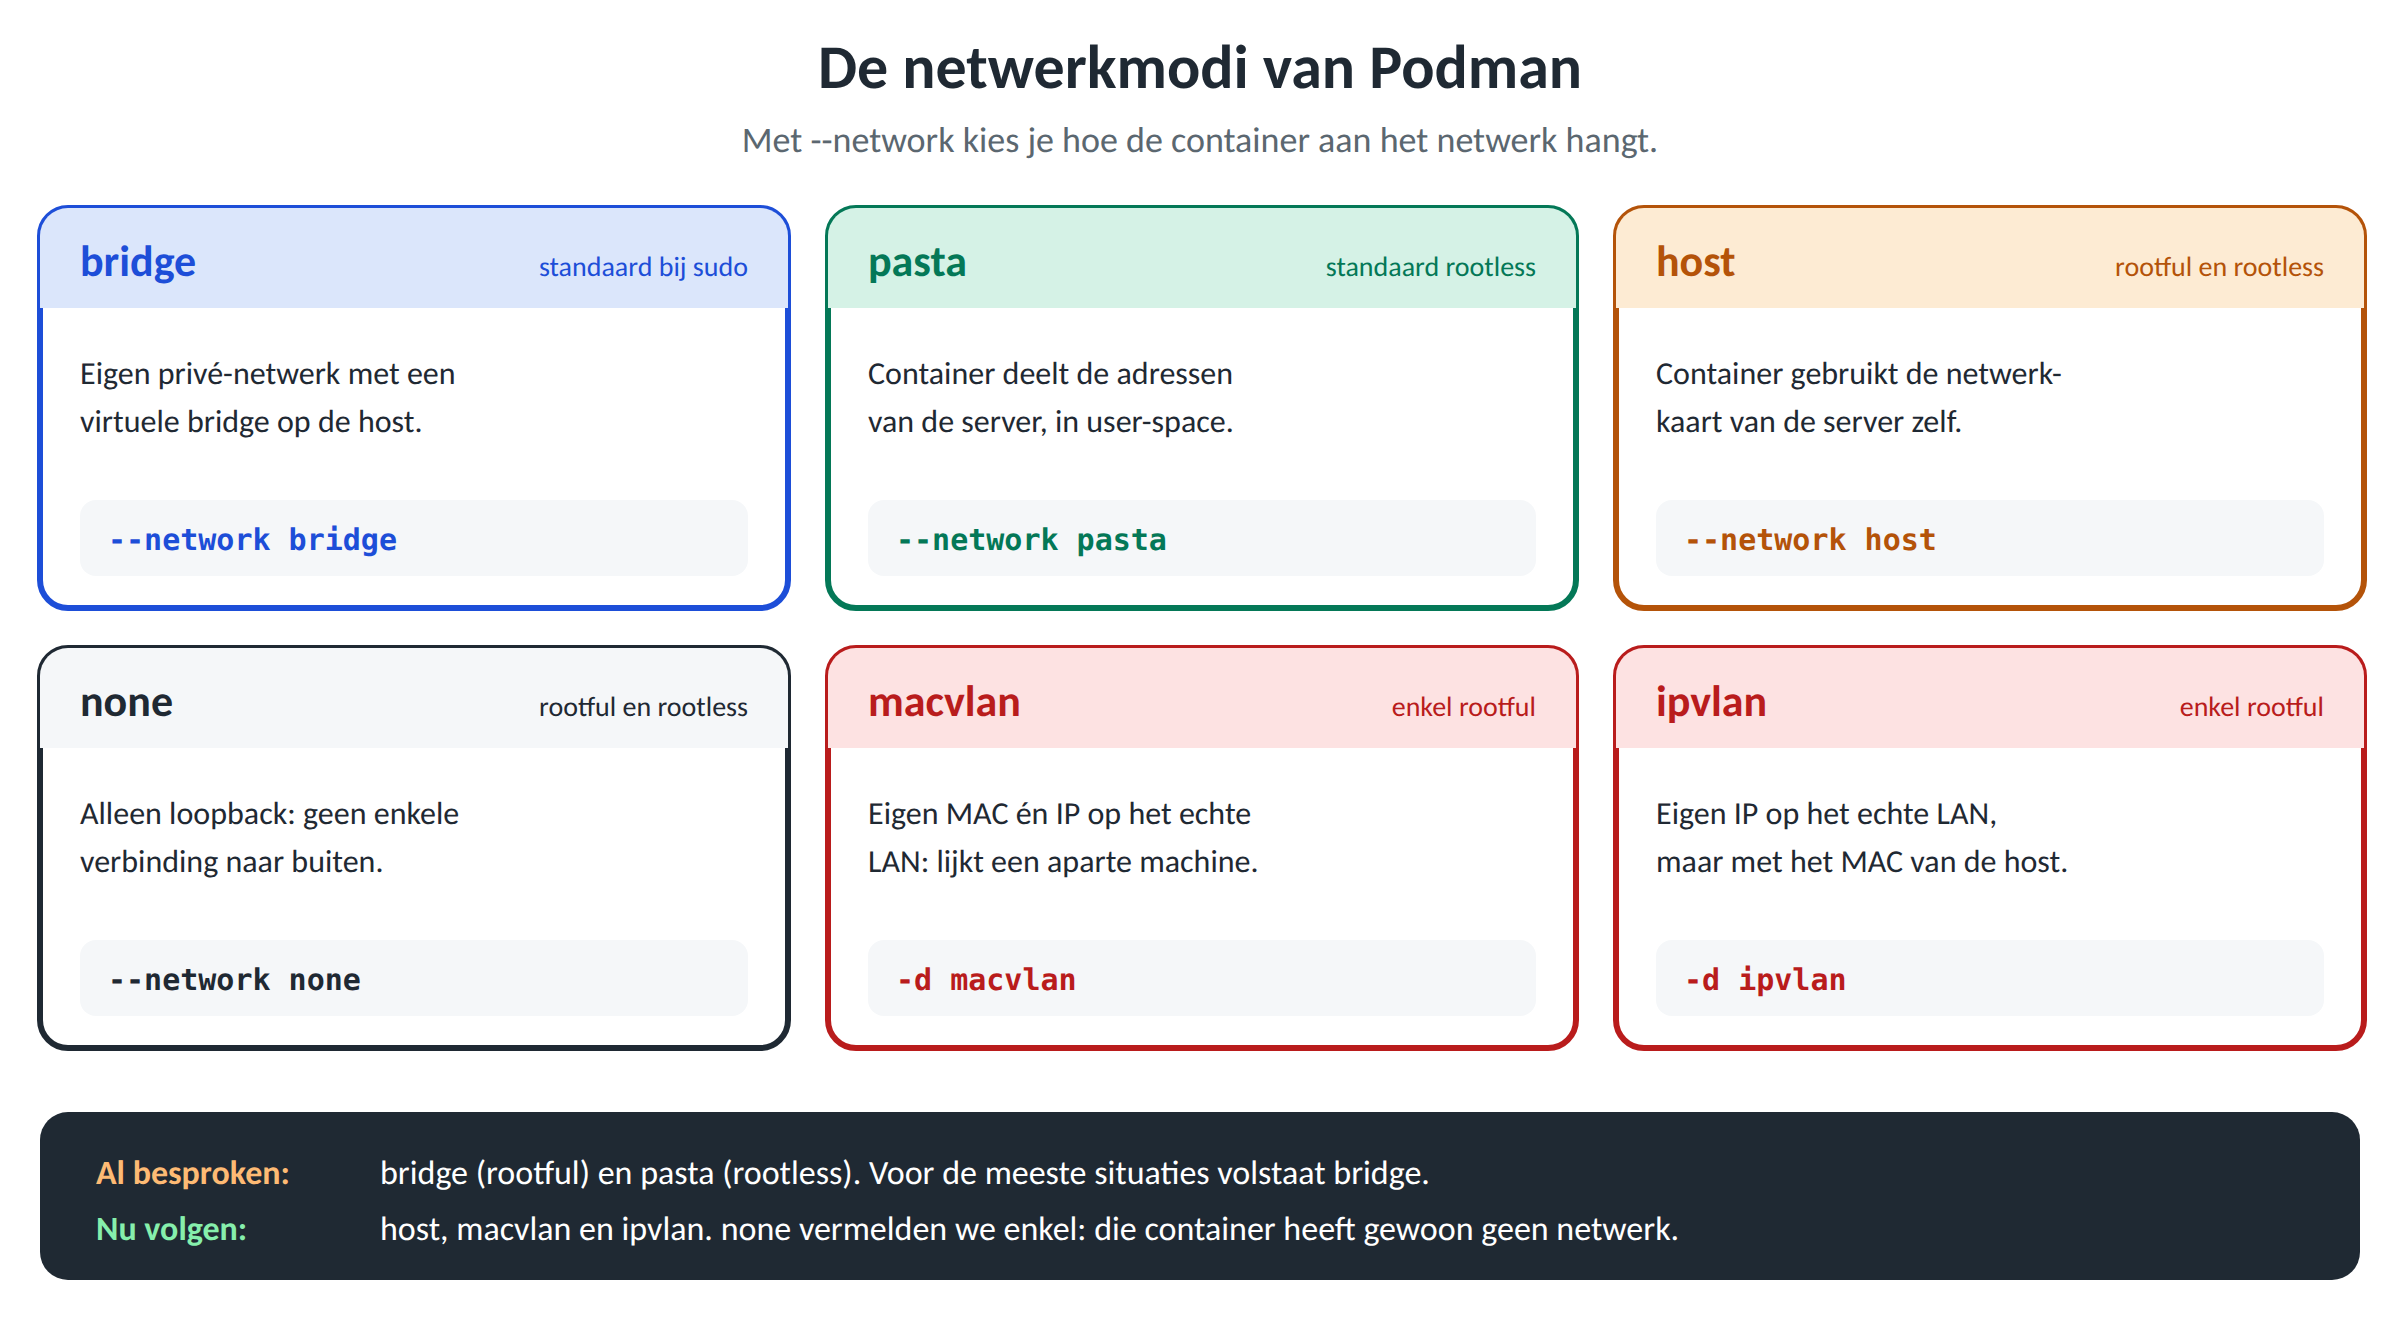 De netwerkmodi van Podman
Met --network kies je hoe de container aan het netwerk hangt.
bridge
standaard bij sudo
Eigen privé-netwerk met een
virtuele bridge op de host.
--network bridge
pasta
standaard rootless
Container deelt de adressen
van de server, in user-space.
--network pasta
host
rootful en rootless
Container gebruikt de netwerk-
kaart van de server zelf.
--network host
none
rootful en rootless
Alleen loopback: geen enkele
verbinding naar buiten.
--network none
macvlan
enkel rootful
Eigen MAC én IP op het echte
LAN: lijkt een aparte machine.
-d macvlan
ipvlan
enkel rootful
Eigen IP op het echte LAN,
maar met het MAC van de host.
-d ipvlan
Al besproken: bridge (rootful) en pasta (rootless). Voor de meeste situaties volstaat bridge.
Nu volgen: host, macvlan en ipvlan. none vermelden we enkel: die container heeft gewoon geen netwerk.